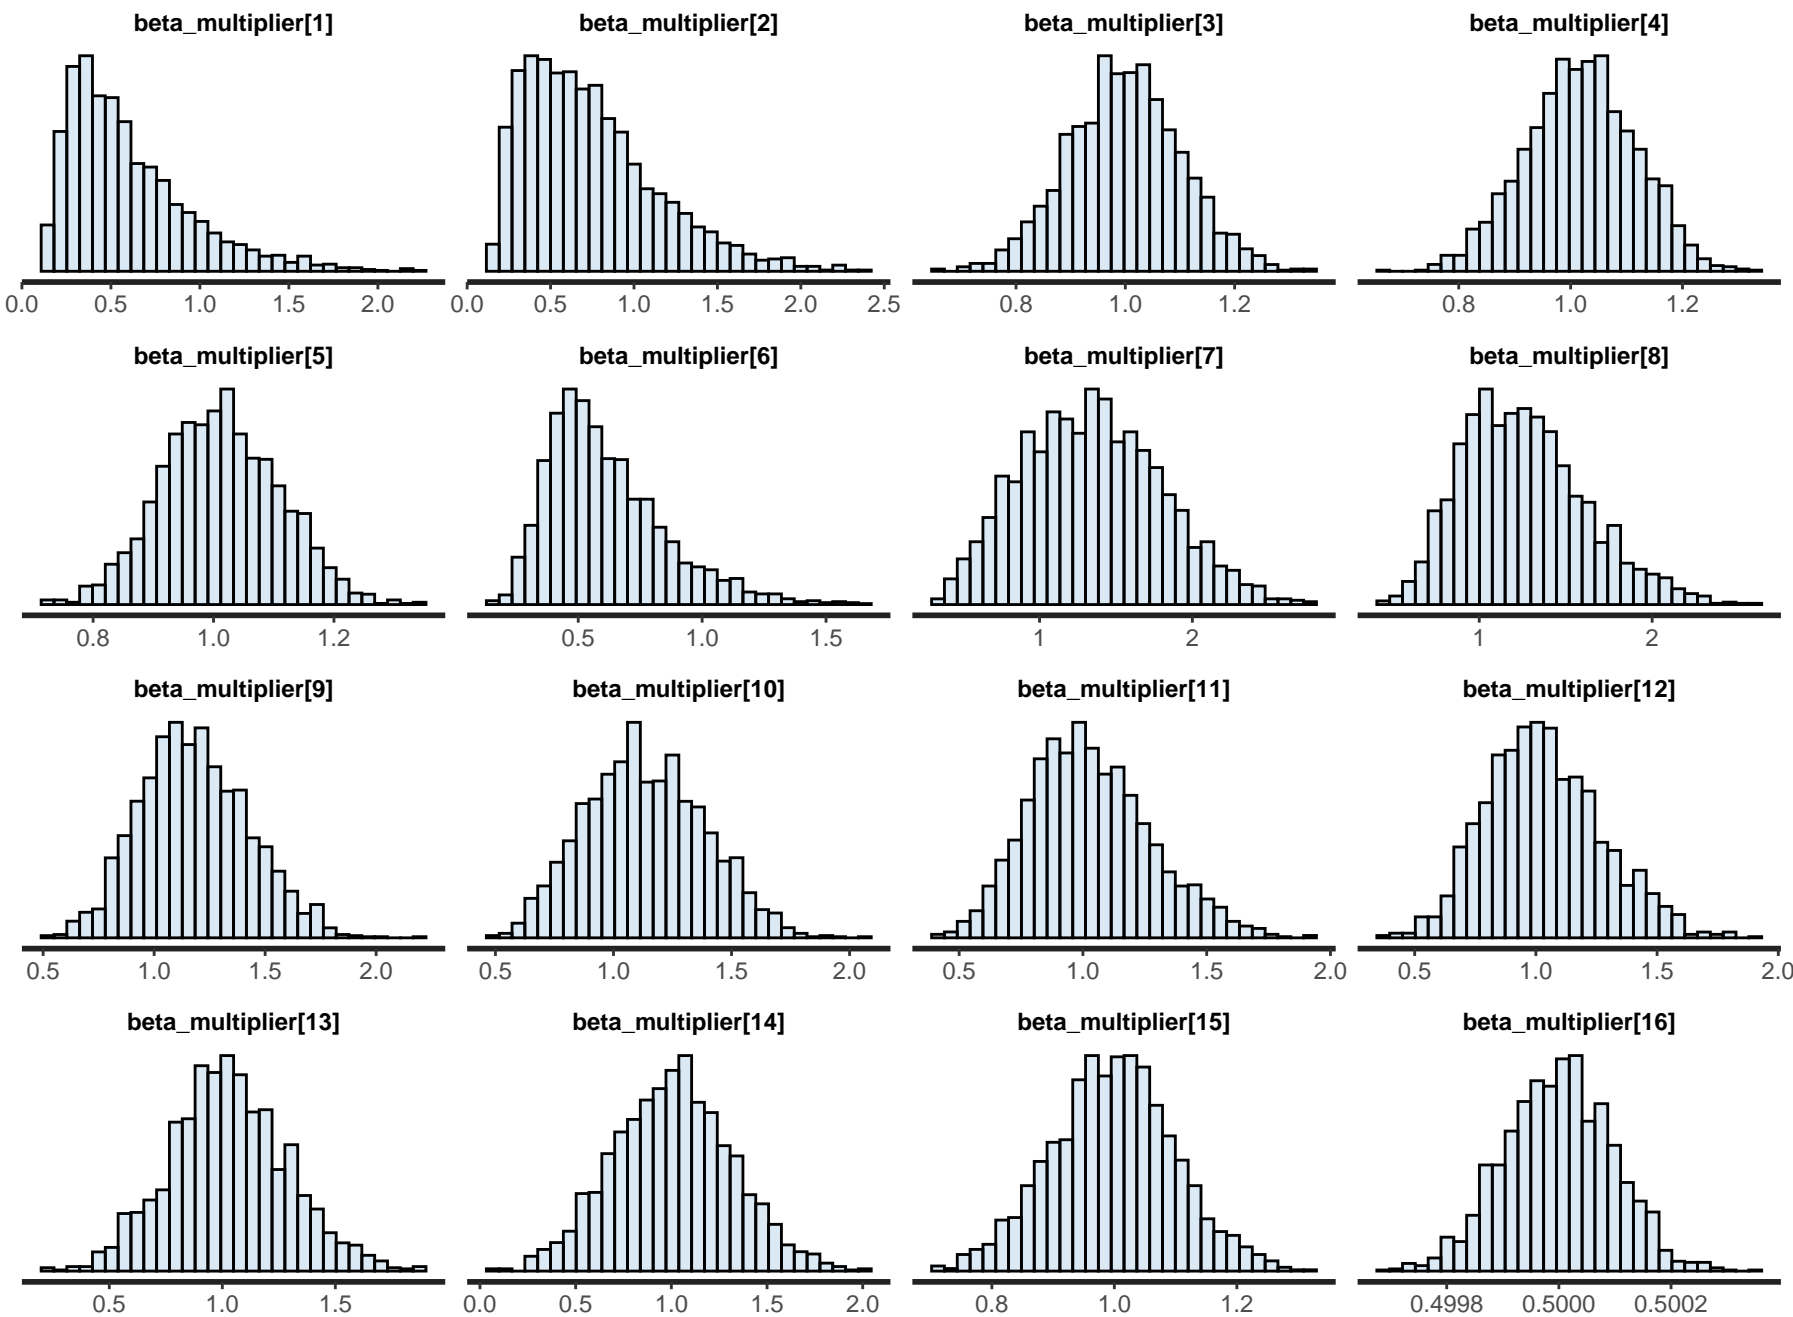 beta_multiplier[1] beta_multiplier[2] beta_multiplier[3] beta_multiplier[4]
0.0 0.5 1.0 1.5 2.0 0.0 0.5 1.0 1.5 2.0 2.5 0.8 1.0 1.2 0.8 1.0 1.2
beta_multiplier[5] beta_multiplier[6] beta_multiplier[7] beta_multiplier[8]
0.8 1.0 1.2 0.5 1.0 1.5 1 2 1 2
beta_multiplier[9] beta_multiplier[10] beta_multiplier[11] beta_multiplier[12]
0.5 1.0 1.5 2.0 0.5 1.0 1.5 2.0 0.5 1.0 1.5 2.0 0.5 1.0 1.5 2.0
beta_multiplier[13] beta_multiplier[14] beta_multiplier[15] beta_multiplier[16]
0.5 1.0 1.5 0.0 0.5 1.0 1.5 2.0 0.8 1.0 1.2 0.4998 0.5000 0.5002